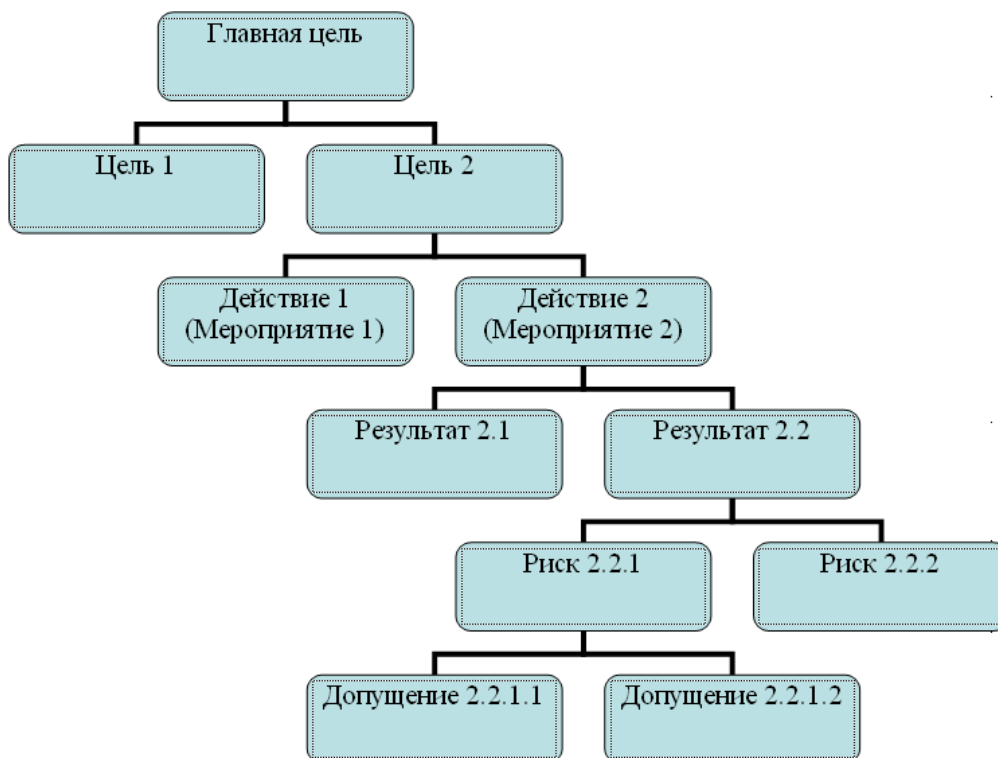 Главная цель
Цель 1
Цель 2
Действие 1
(Мероприятие 1)
Действие 2
(Мероприятие 2)
Результат 2.1
Результат 2.2
Риск 2.2.1
Риск 2.2.2
Допущение 2.2.1.1
Допущение 2.2.1.2